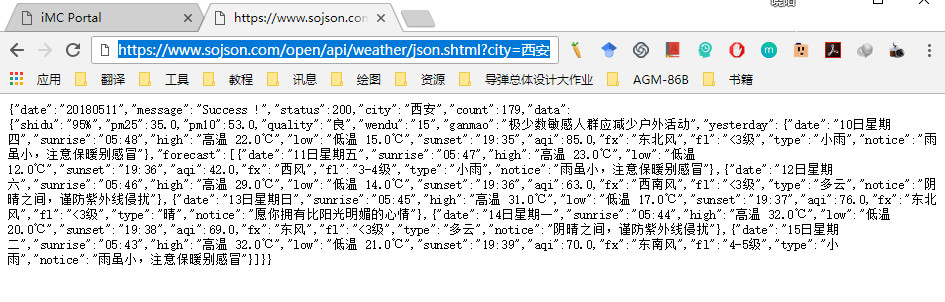 晓阳
iMC Portal
https://www.sojson.com
https://www.sojson.com/open/api/weather/json.shtml?city=西安
应用 翻译 工具 教程 讯息 绘图 资源 导弹总体设计大作业 AGM-86B 书籍
{"date":"20180511","message":"Success !","status":200,"city":"西安","count":179,"data":
{"shidu":"95%","pm25":35.0,"pm10":53.0,"quality":"良","wendu":"15","ganmao":"极少数敏感人群应减少户外活动","yesterday":{"date":"10日星期
四","sunrise":"05:48","high":"高温 22.0℃","low":"低温 15.0℃","sunset":"19:35","aqi":85.0,"fx":"东北风","fl":"<3级","type":"小雨","notice":"雨
虽小，注意保暖别感冒"},"forecast":[{"date":"11日星期五","sunrise":"05:47","high":"高温 23.0℃","low":"低温
12.0℃","sunset":"19:36","aqi":42.0,"fx":"西风","fl":"3-4级","type":"小雨","notice":"雨虽小，注意保暖别感冒"},{"date":"12日星期
六","sunrise":"05:46","high":"高温 29.0℃","low":"低温 14.0℃","sunset":"19:36","aqi":63.0,"fx":"西南风","fl":"<3级","type":"多云","notice":"阴
晴之间，谨防紫外线侵扰"},{"date":"13日星期日","sunrise":"05:45","high":"高温 31.0℃","low":"低温 17.0℃","sunset":"19:37","aqi":76.0,"fx":"东北
风","fl":"<3级","type":"晴","notice":"愿你拥有比阳光明媚的心情"},{"date":"14日星期一","sunrise":"05:44","high":"高温 32.0℃","low":"低温
20.0℃","sunset":"19:38","aqi":69.0,"fx":"东风","fl":"<3级","type":"多云","notice":"阴晴之间，谨防紫外线侵扰"},{"date":"15日星期
二","sunrise":"05:43","high":"高温 32.0℃","low":"低温 21.0℃","sunset":"19:39","aqi":70.0,"fx":"东南风","fl":"4-5级","type":"小
雨","notice":"雨虽小，注意保暖别感冒"}]}}